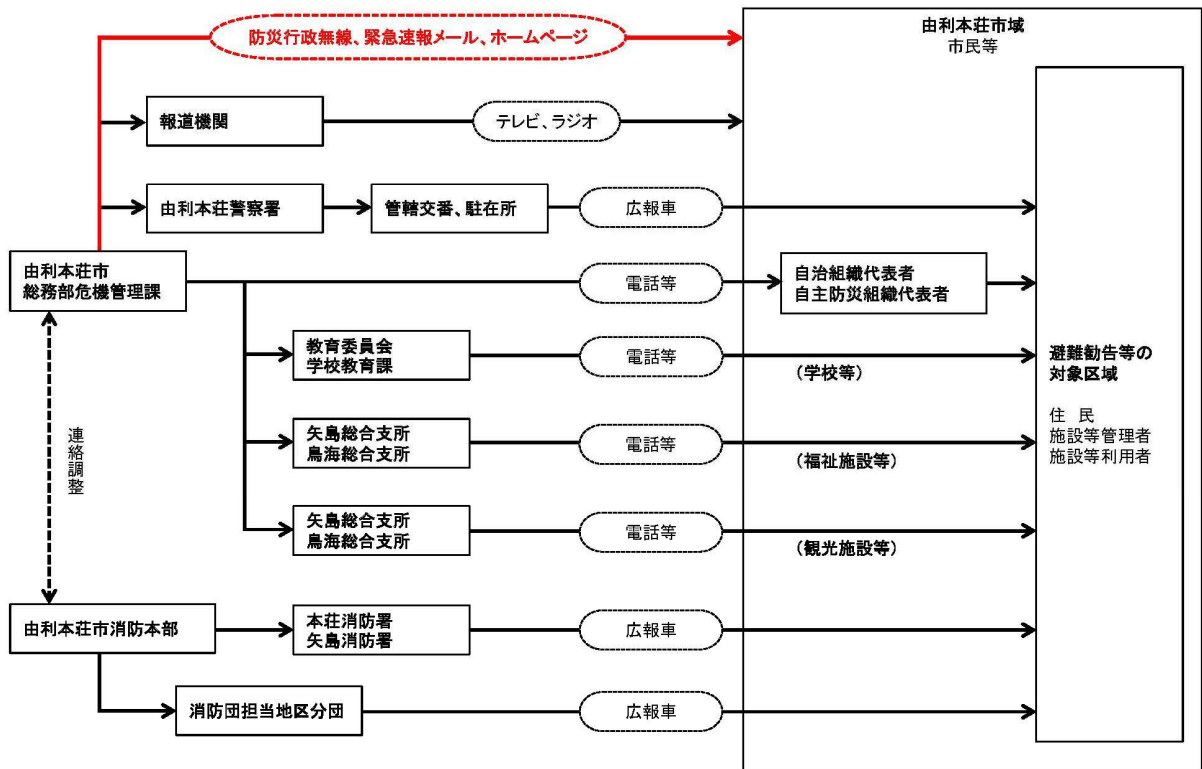 防災行政無線、緊急速報メール、ホームページ
由利本荘市域
市民等
報道機関
テレビ、ラジオ
由利本荘警察署
管轄交番、駐在所
広報車
由利本荘市
総務部危機管理課
電話等
自治組織代表者
自主防災組織代表者
教育委員会
学校教育課
電話等
(学校等)
避難勧告等の
対象区域
住 民
施設等管理者
施設等利用者
連絡調整
矢島総合支所
鳥海総合支所
電話等
(福祉施設等)
矢島総合支所
鳥海総合支所
電話等
(観光施設等)
由利本荘市消防本部
本荘消防署
矢島消防署
広報車
消防団担当地区分団
広報車